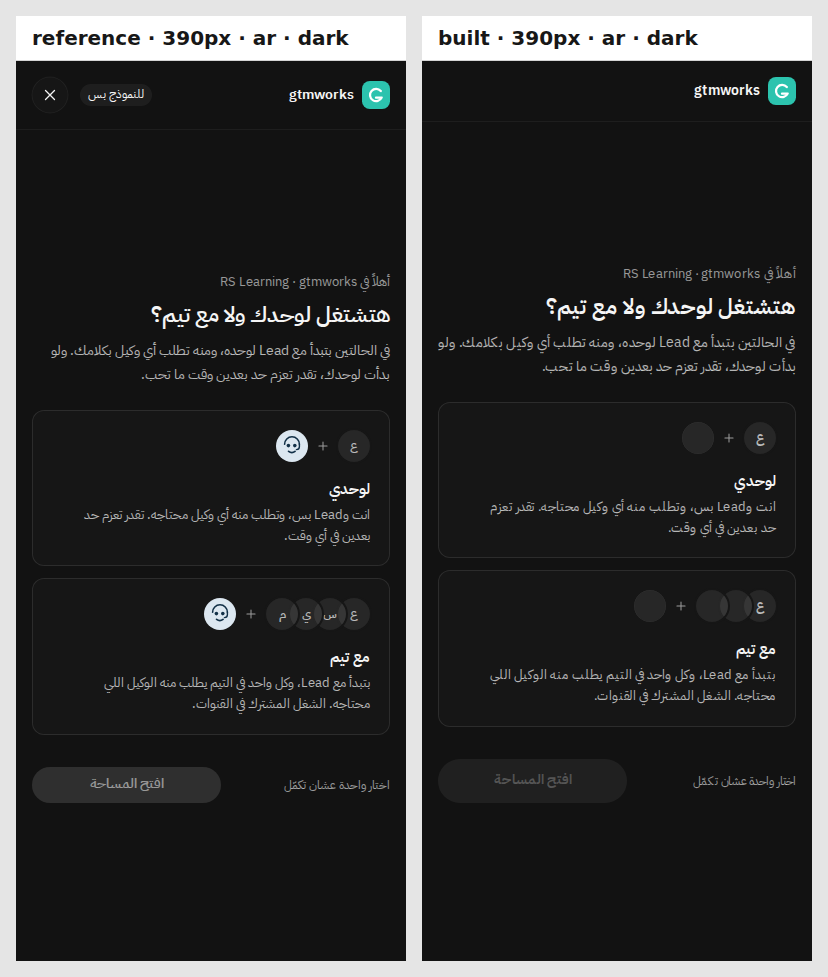 reference · 390px · ar · dark
gtmworks
للنموذج بس
أهلاً في RS Learning · gtmworks
هتشتغل لوحدك ولا مع تيم؟
في الحالتين بتبدأ مع Lead لوحده، ومنه تطلب أي وكيل بكلامك. ولو
بدأت لوحدك، تقدر تعزم حد بعدين وقت ما تحب.
ع +
لوحدي
انت وLead بس، وتطلب منه أي وكيل محتاجه. تقدر تعزم حد
بعدين في أي وقت.
ع س ي م +
مع تيم
بتبدأ مع Lead، وكل واحد في التيم يطلب منه الوكيل اللي
محتاجه. الشغل المشترك في القنوات.
اختار واحدة عشان تكمّل
افتح المساحة
built · 390px · ar · dark
gtmworks
أهلاً في RS Learning · gtmworks
هتشتغل لوحدك ولا مع تيم؟
في الحالتين بتبدأ مع Lead لوحده، ومنه تطلب أي وكيل بكلامك. ولو
بدأت لوحدك، تقدر تعزم حد بعدين وقت ما تحب.
ع +
لوحدي
انت وLead بس، وتطلب منه أي وكيل محتاجه. تقدر تعزم
حد بعدين في أي وقت.
ع +
مع تيم
بتبدأ مع Lead، وكل واحد في التيم يطلب منه الوكيل اللي
محتاجه. الشغل المشترك في القنوات.
اختار واحدة عشان تكمّل
افتح المساحة